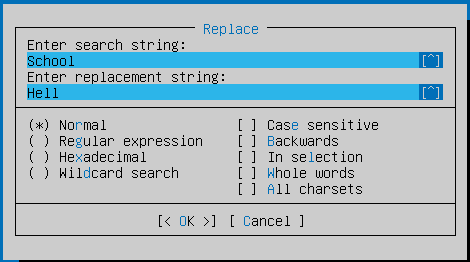 Replace
Enter search string:
School [^]
Enter replacement string:
Hell [^]
(*) Normal [ ] Case sensitive
( ) Regular expression [ ] Backwards
( ) Hexadecimal [ ] In selection
( ) Wildcard search [ ] Whole words
[ ] All charsets
[< OK >] [ Cancel ]